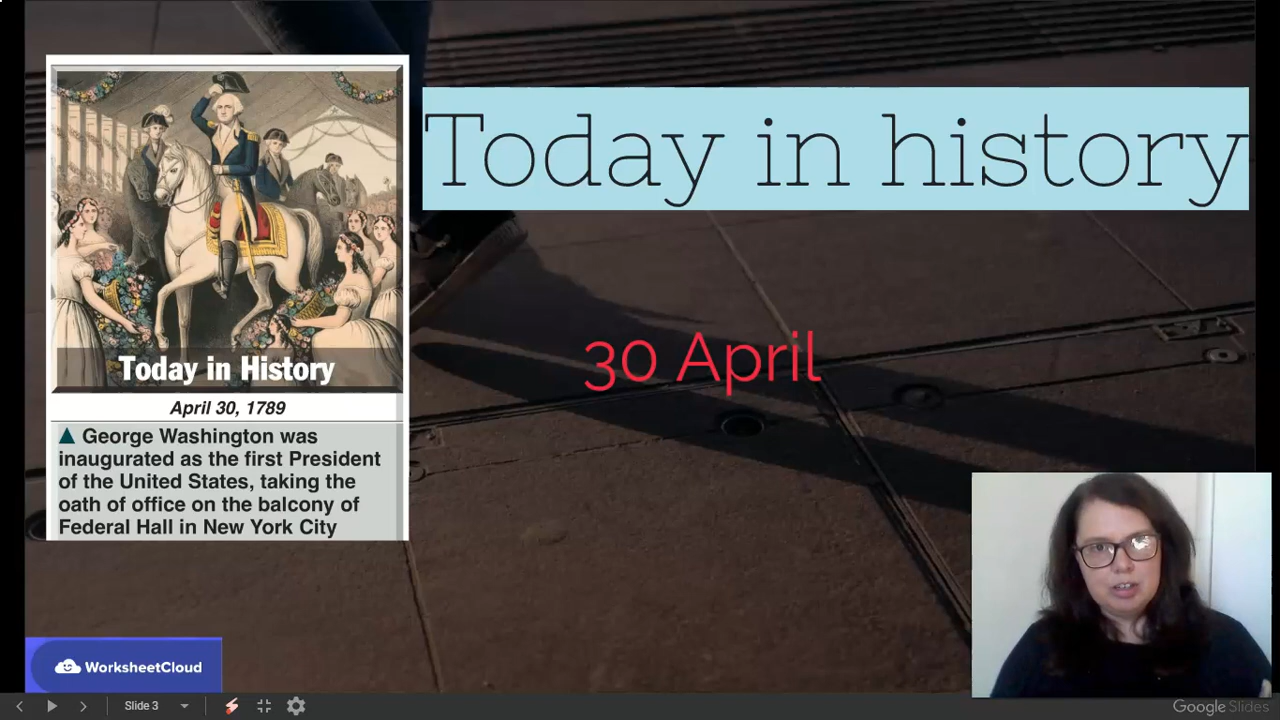 Today in history
30 April
Today in History
April 30, 1789
▲ George Washington was
inaugurated as the first President
of the United States, taking the
oath of office on the balcony of
Federal Hall in New York City
WorksheetCloud
Slide 3
Google Slides